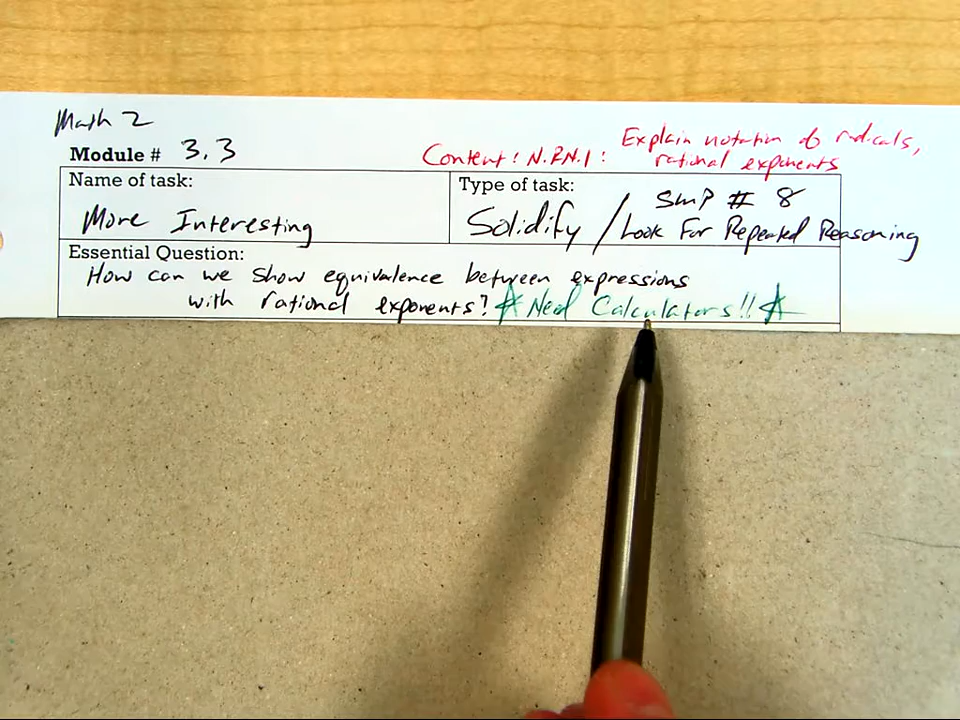 Math 2
Module # 3.3
Content: N.RN.1: Explain notation of radicals,
rational exponents
Name of task:
More Interesting
Type of task:
SMP # 8
Solidify / Look For Repeated Reasoning
Essential Question:
How can we show equivalence between expressions
with rational exponents? ☆ Need Calculators!! ☆